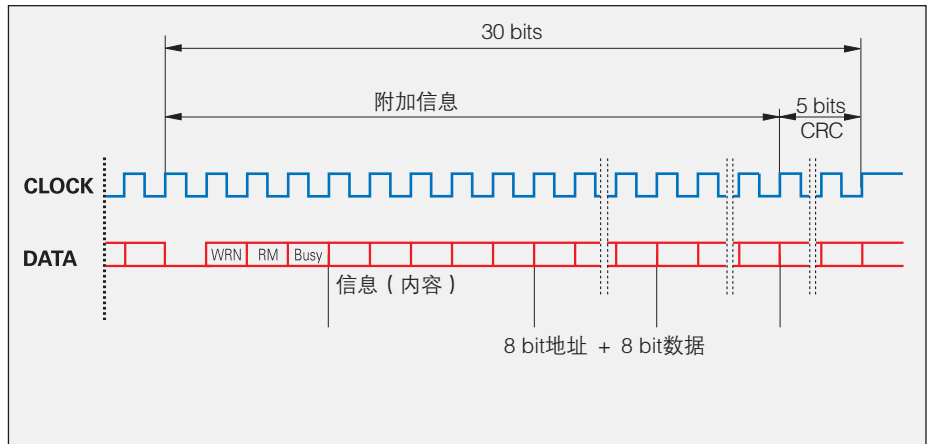 30 bits
附加信息
5 bits
CRC
CLOCK
DATA
WRN
RM
Busy
信息（内容）
8 bit地址 + 8 bit数据